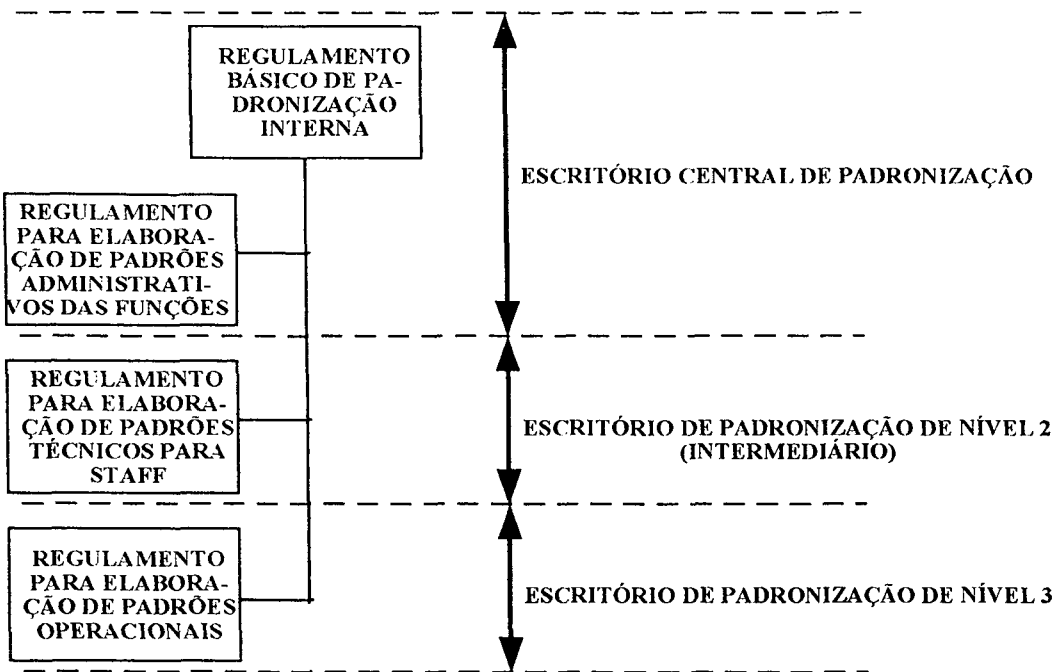 REGULAMENTO
BÁSICO DE PA-
DRONIZAÇÃO
INTERNA
ESCRITÓRIO CENTRAL DE PADRONIZAÇÃO
REGULAMENTO
PARA ELABORA-
ÇÃO DE PADRÕES
ADMINISTRATI-
VOS DAS FUNÇÕES
REGULAMENTO
PARA ELABORA-
ÇÃO DE PADRÕES
TÉCNICOS PARA
STAFF
ESCRITÓRIO DE PADRONIZAÇÃO DE NÍVEL 2
(INTERMEDIÁRIO)
REGULAMENTO
PARA ELABORA-
ÇÃO DE PADRÕES
OPERACIONAIS
ESCRITÓRIO DE PADRONIZAÇÃO DE NÍVEL 3